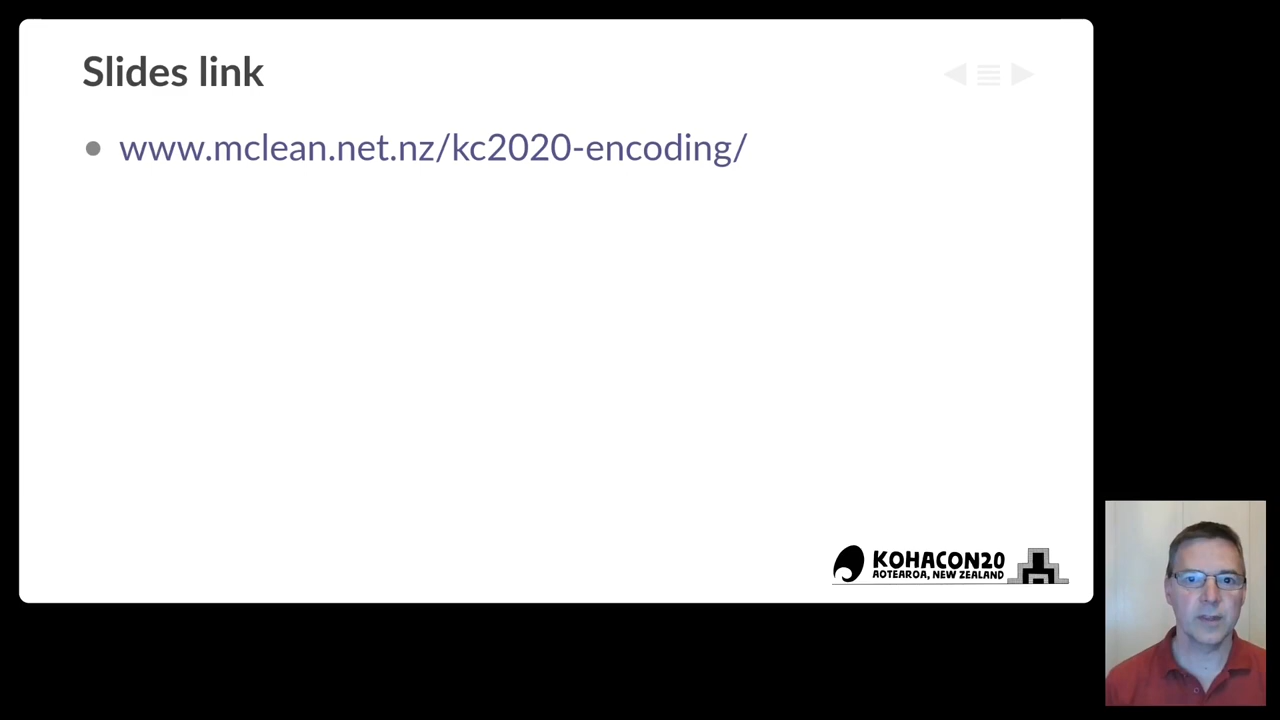 Slides link
www.mclean.net.nz/kc2020-encoding/
KOHACON20
AOTEAROA, NEW ZEALAND